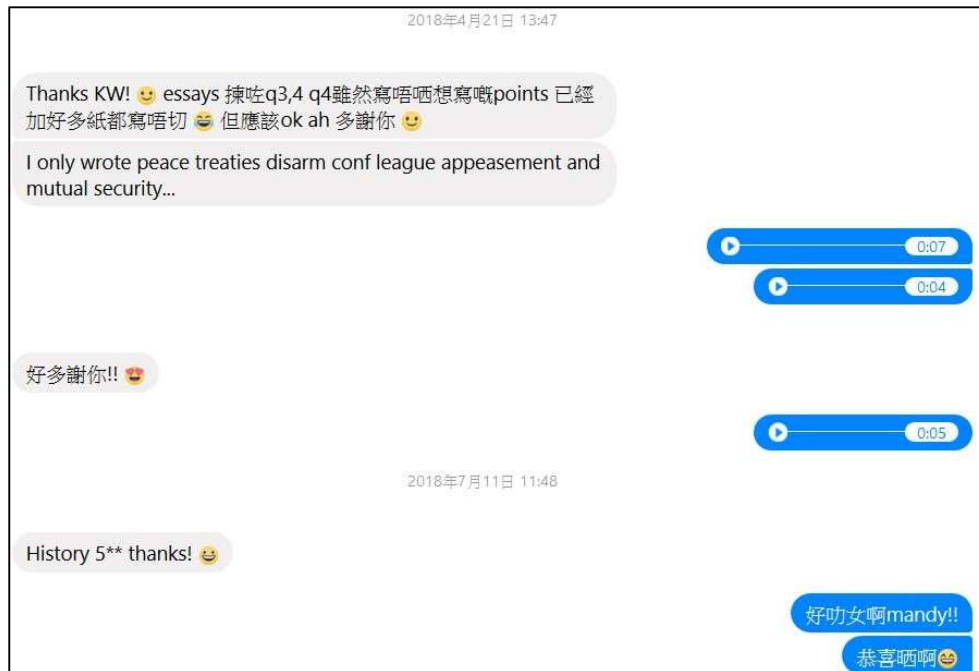 2018年4月21日 13:47
Thanks KW! 🙂 essays 揀咗q3,4 q4雖然寫唔哂想寫嘅points 已經
加好多紙都寫唔切 😂 但應該ok ah 多謝你 🙂
I only wrote peace treaties disarm conf league appeasement and
mutual security...
0:07
0:04
好多謝你!! 😍
0:05
2018年7月11日 11:48
History 5** thanks! 😀
好叻女啊mandy!!
恭喜晒啊😄